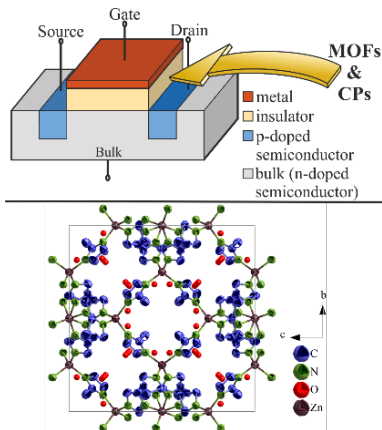 Gate
Source
Drain
MOFs
&
CPs
metal
insulator
p-doped
semiconductor
bulk (n-doped
semiconductor)
Bulk
b
c
C
N
O
Zn